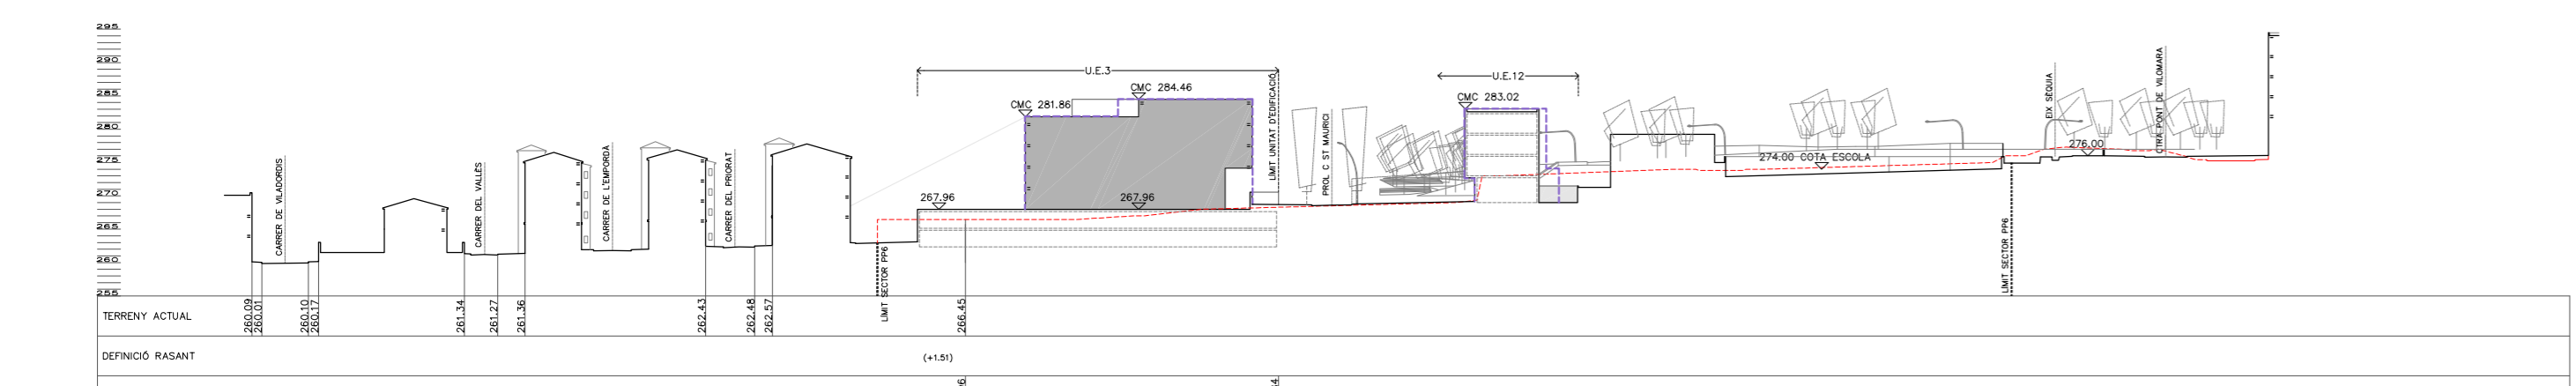 295
290
285
280
275
270
265
260
255
U.E.3
U.E.12
CMC 281.86
CMC 284.46
CMC 283.02
LÍMIT UNITAT D'EDIFICACIÓ
PROL C ST MAURICI
EIX SÈQUIA
CTRA PONT DE VILOMARA
276.00
274.00 COTA ESCOLA
267.96
267.96
CARRER DE VILADORDIS
CARRER DEL VALLÈS
CARRER DE L'EMPORDÀ
CARRER DEL PRIORAT
LÍMIT SECTOR PP6
LÍMIT SECTOR PP6
TERRENY ACTUAL
260.09
260.01
260.10
260.17
261.34
261.27
261.36
262.43
262.48
262.57
266.45
DEFINICIÓ RASANT
(+1.51)